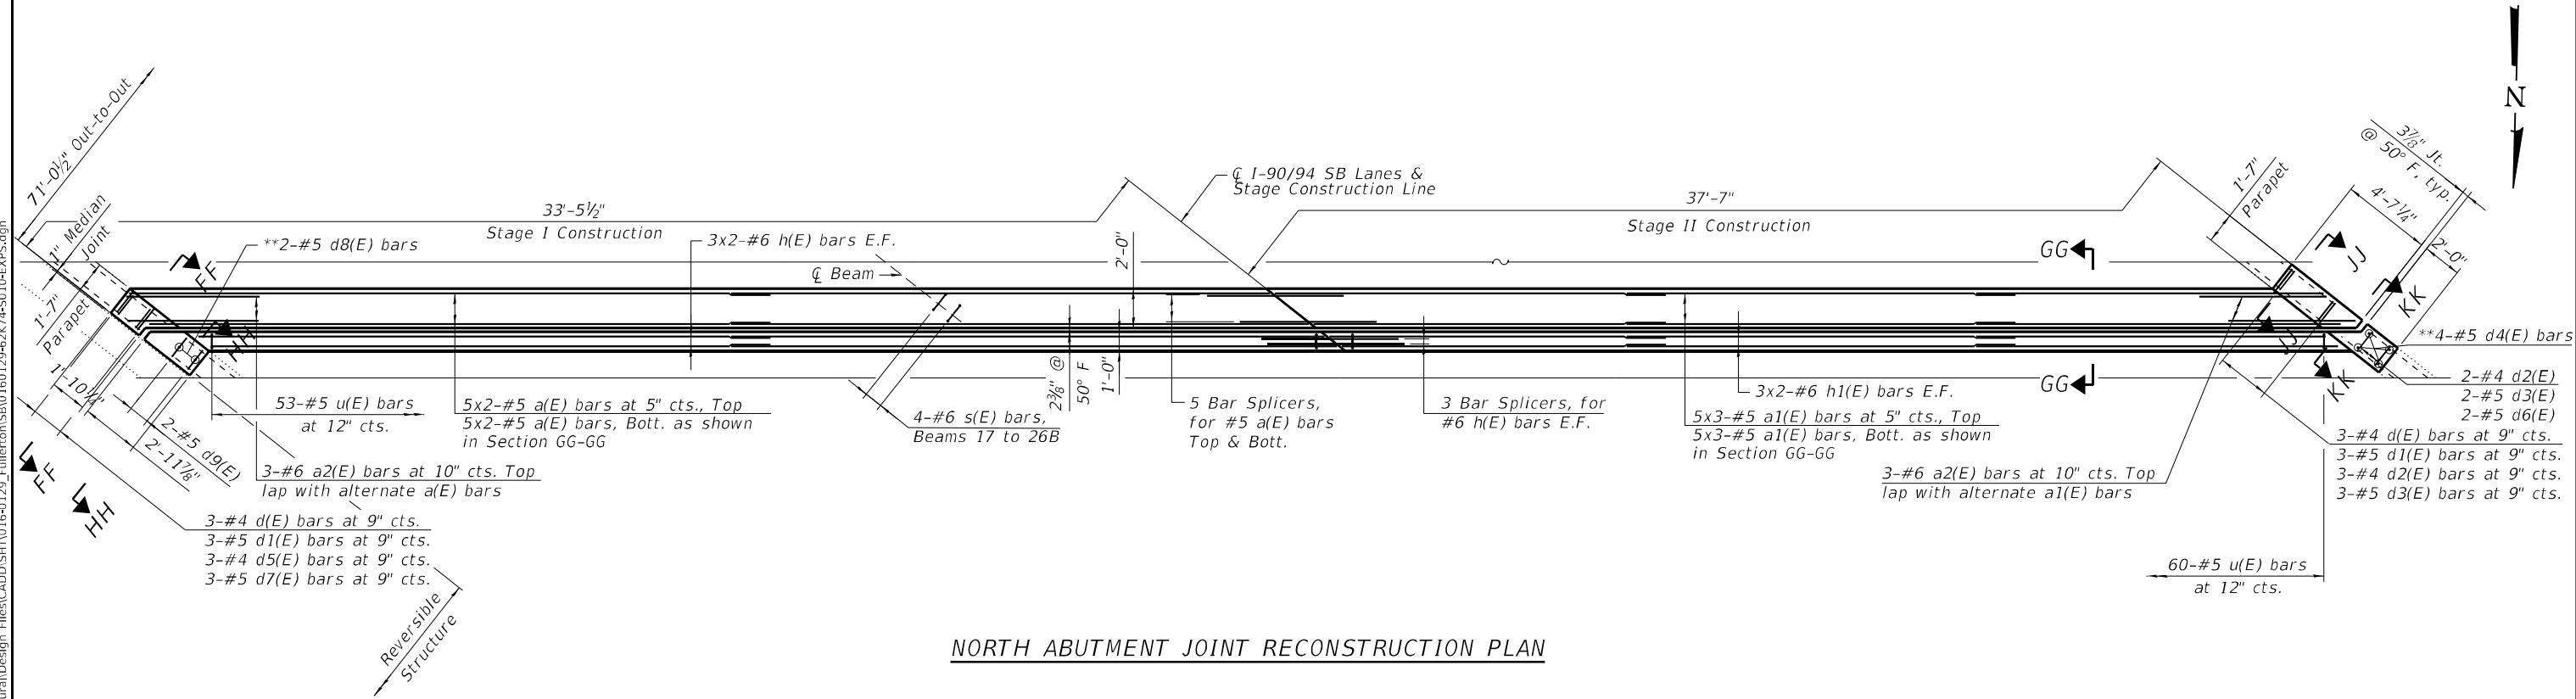 71'-0½" Out-to-Out
1" Median
Joint
1'-7"
Parapet
33'-5½"
Stage I Construction
**2-#5 d8(E) bars
3x2-#6 h(E) bars E.F.
℄ Beam
2'-0"
℄ I-90/94 SB Lanes &
Stage Construction Line
37'-7"
Stage II Construction
1'-7"
Parapet
3⅞" Jt.
@ 50° F, typ.
4'-7¼"
2'-0"
N
FF
HH
GG
JJ
KK
**4-#5 d4(E) bars
2-#4 d2(E)
2-#5 d3(E)
2-#5 d6(E)
JJ
KK
GG
1'-10¼"
2'-11⅞"
2-#5 d9(E)
53-#5 u(E) bars
at 12" cts.
5x2-#5 a(E) bars at 5" cts., Top
5x2-#5 a(E) bars, Bott. as shown
in Section GG-GG
4-#6 s(E) bars,
Beams 17 to 26B
2⅜" @
50° F
1'-0"
5 Bar Splicers,
for #5 a(E) bars
Top & Bott.
3 Bar Splicers, for
#6 h(E) bars E.F.
3x2-#6 h1(E) bars E.F.
5x3-#5 a1(E) bars at 5" cts., Top
5x3-#5 a1(E) bars, Bott. as shown
in Section GG-GG
3-#6 a2(E) bars at 10" cts. Top
lap with alternate a1(E) bars
3-#4 d(E) bars at 9" cts.
3-#5 d1(E) bars at 9" cts.
3-#4 d2(E) bars at 9" cts.
3-#5 d3(E) bars at 9" cts.
FF
HH
3-#6 a2(E) bars at 10" cts. Top
lap with alternate a(E) bars
3-#4 d(E) bars at 9" cts.
3-#5 d1(E) bars at 9" cts.
3-#4 d5(E) bars at 9" cts.
3-#5 d7(E) bars at 9" cts.
60-#5 u(E) bars
at 12" cts.
Reversible
Structure
NORTH ABUTMENT JOINT RECONSTRUCTION PLAN